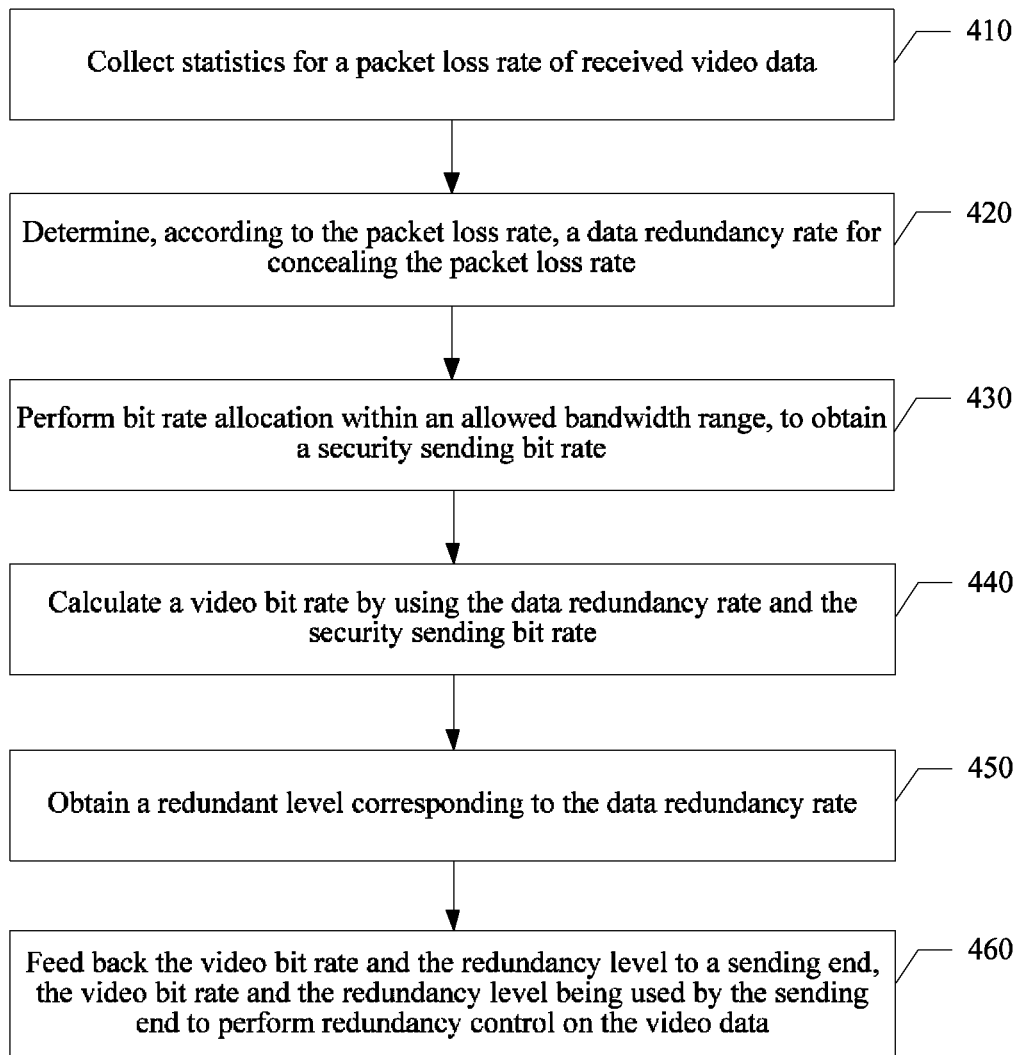 Collect statistics for a packet loss rate of received video data
410
Determine, according to the packet loss rate, a data redundancy rate for
concealing the packet loss rate
420
Perform bit rate allocation within an allowed bandwidth range, to obtain
a security sending bit rate
430
Calculate a video bit rate by using the data redundancy rate and the
security sending bit rate
440
Obtain a redundant level corresponding to the data redundancy rate
450
Feed back the video bit rate and the redundancy level to a sending end,
the video bit rate and the redundancy level being used by the sending
end to perform redundancy control on the video data
460